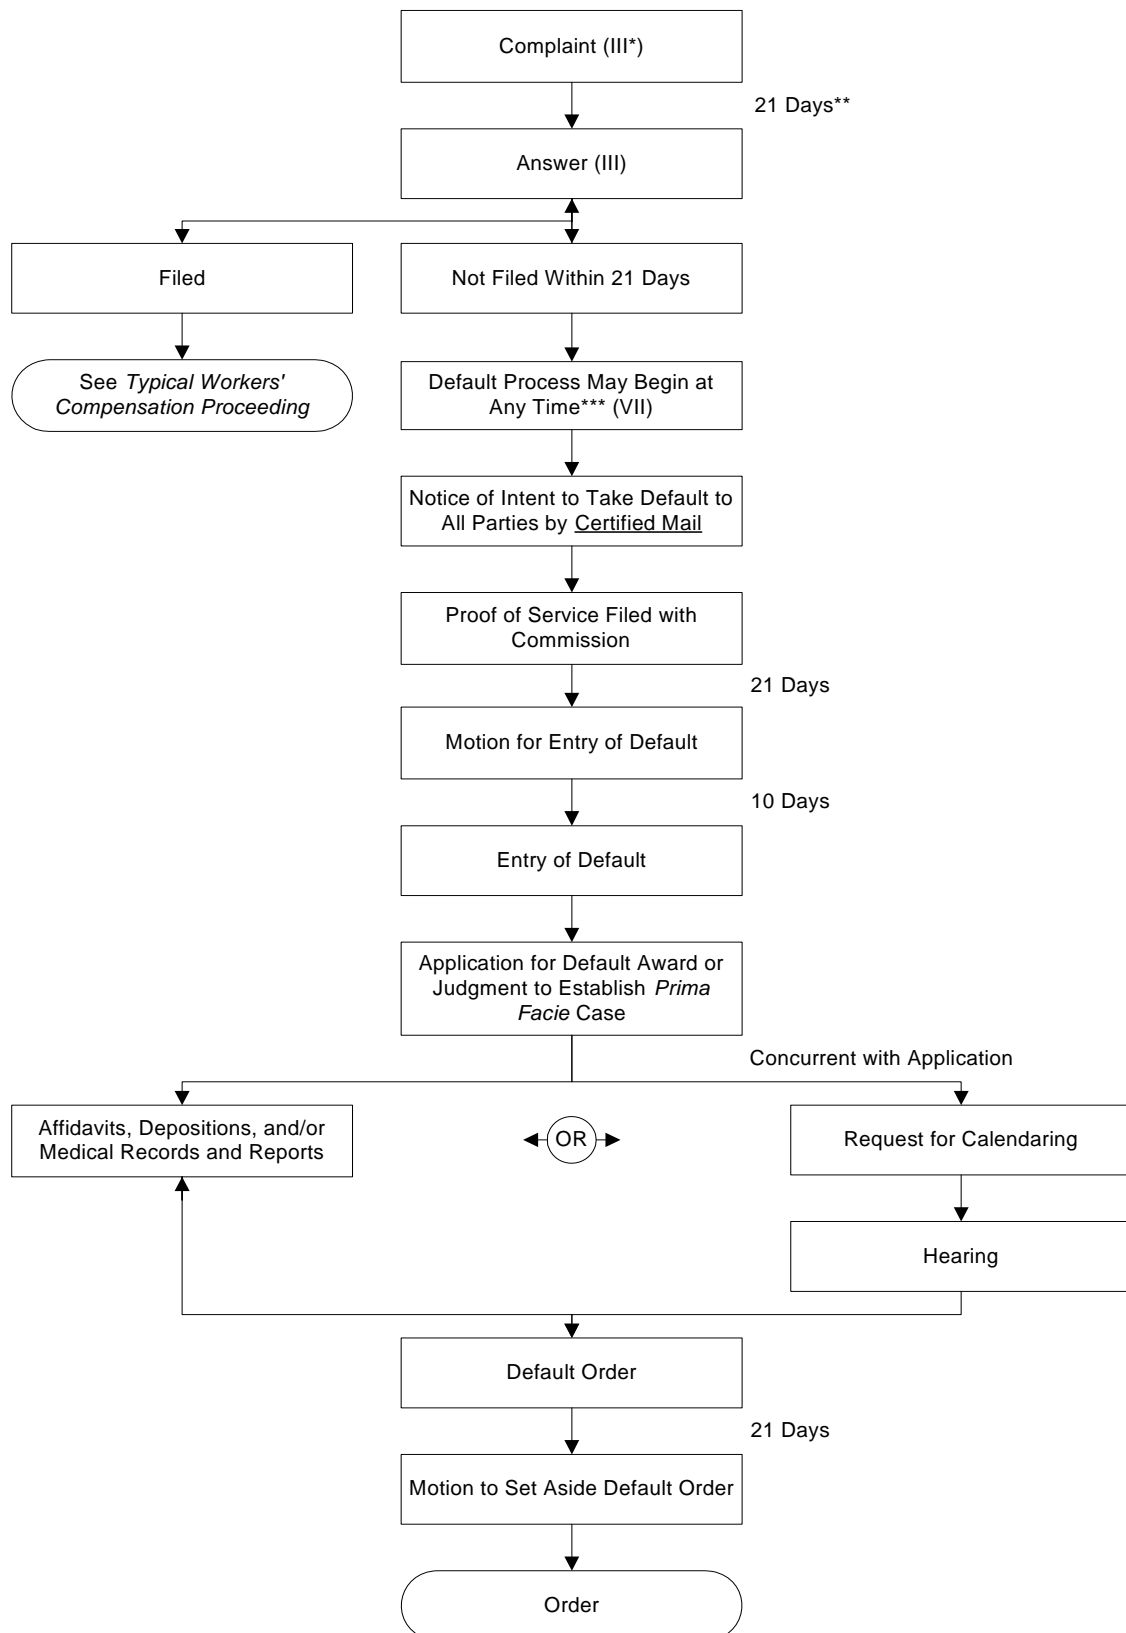 Complaint (III*)
21 Days**
Answer (III)
Filed
Not Filed Within 21 Days
See Typical Workers'
Compensation Proceeding
Default Process May Begin at
Any Time*** (VII)
Notice of Intent to Take Default to
All Parties by Certified Mail
Proof of Service Filed with
Commission
21 Days
Motion for Entry of Default
10 Days
Entry of Default
Application for Default Award or
Judgment to Establish Prima
Facie Case
Concurrent with Application
Affidavits, Depositions, and/or
Medical Records and Reports
OR
Request for Calendaring
Hearing
Default Order
21 Days
Motion to Set Aside Default Order
Order